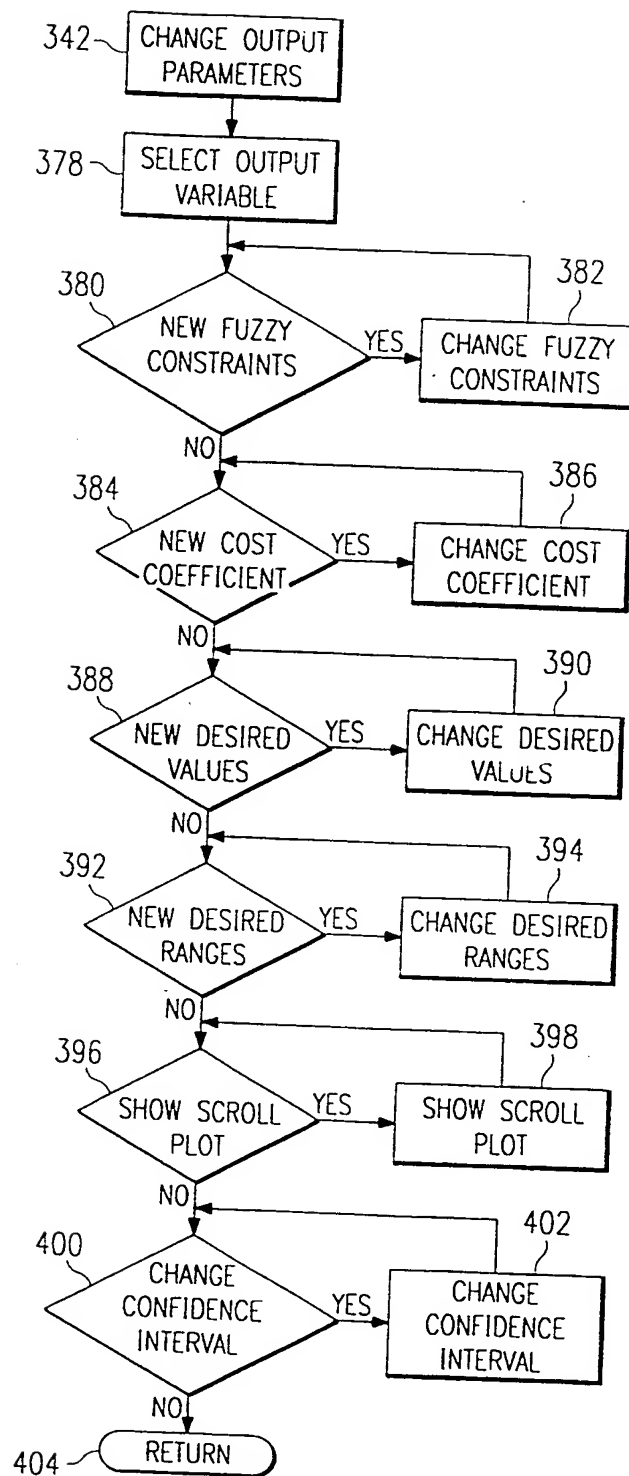 342
CHANGE OUTPUT
PARAMETERS
378
SELECT OUTPUT
VARIABLE
380
NEW FUZZY
CONSTRAINTS
YES
382
CHANGE FUZZY
CONSTRAINTS
NO
384
NEW COST
COEFFICIENT
YES
386
CHANGE COST
COEFFICIENT
NO
388
NEW DESIRED
VALUES
YES
390
CHANGE DESIRED
VALUES
NO
392
NEW DESIRED
RANGES
YES
394
CHANGE DESIRED
RANGES
NO
396
SHOW SCROLL
PLOT
YES
398
SHOW SCROLL
PLOT
NO
400
CHANGE
CONFIDENCE
INTERVAL
YES
402
CHANGE
CONFIDENCE
INTERVAL
NO
404
RETURN